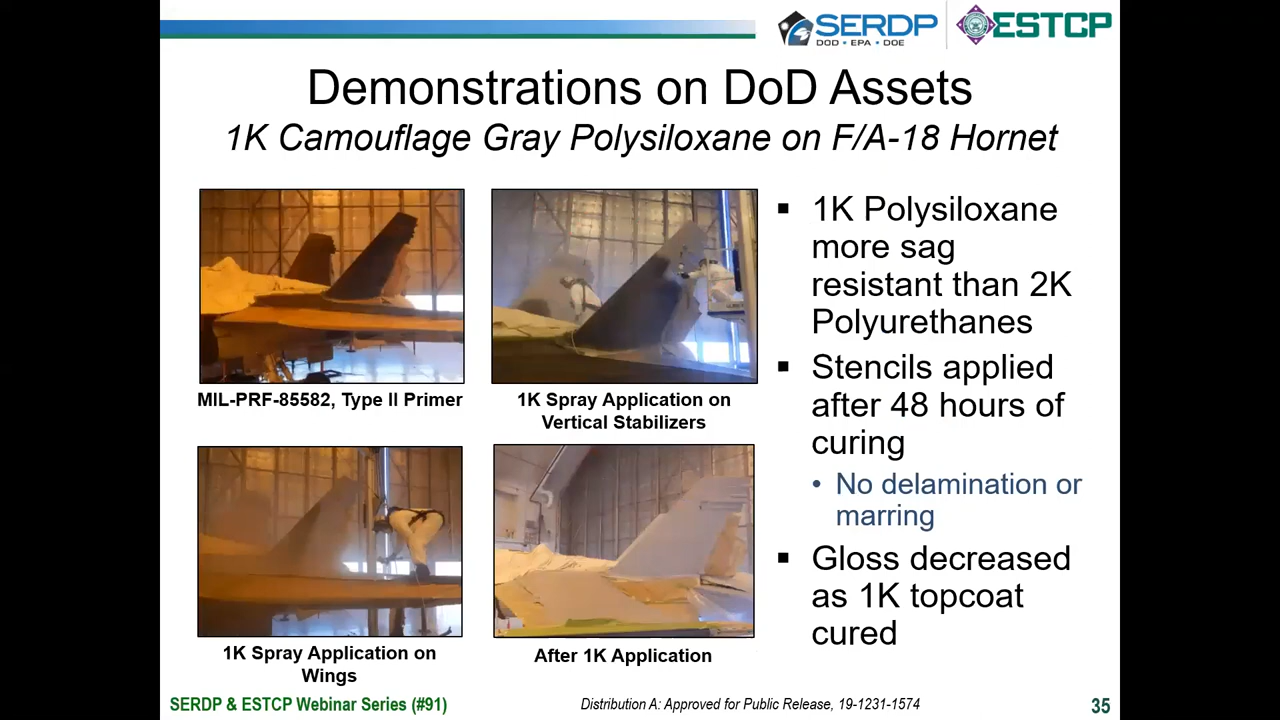 SERDP
DOD • EPA • DOE
ESTCP
Demonstrations on DoD Assets
1K Camouflage Gray Polysiloxane on F/A-18 Hornet
MIL-PRF-85582, Type II Primer
1K Spray Application on
Vertical Stabilizers
1K Spray Application on
Wings
After 1K Application
▪ 1K Polysiloxane
more sag
resistant than 2K
Polyurethanes
▪ Stencils applied
after 48 hours of
curing
• No delamination or
marring
▪ Gloss decreased
as 1K topcoat
cured
SERDP & ESTCP Webinar Series (#91)
Distribution A: Approved for Public Release, 19-1231-1574
35